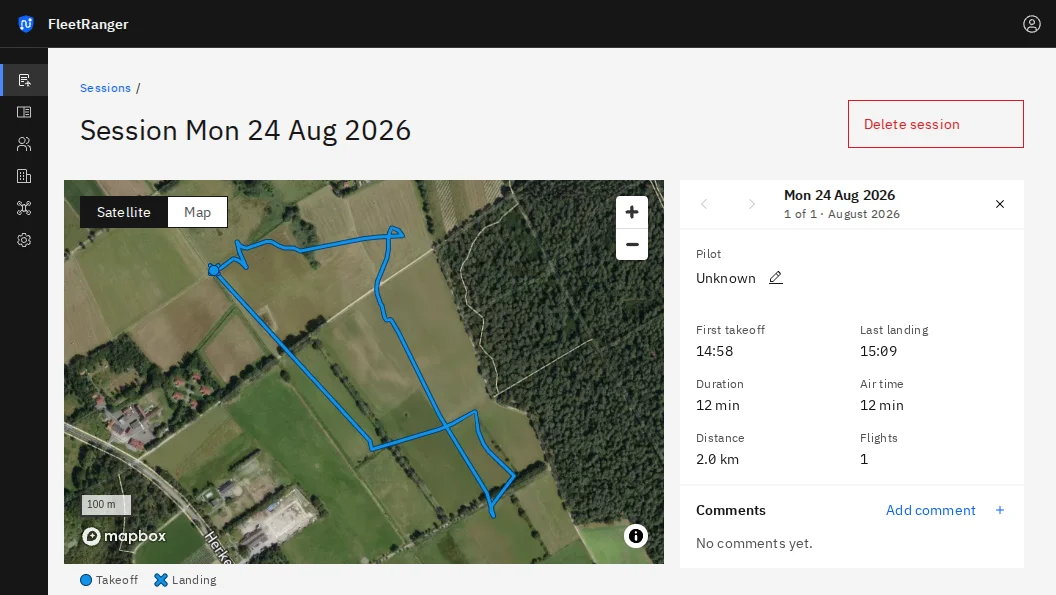 FleetRanger
Sessions /
Session Mon 24 Aug 2026
Delete session
Satellite
Map
Mon 24 Aug 2026
1 of 1 · August 2026
Pilot
Unknown
First takeoff
Last landing
14:58
15:09
Duration
Air time
12 min
12 min
Distance
Flights
2.0 km
1
Comments
Add comment +
No comments yet.
100 m
mapbox
Herke
Takeoff
Landing